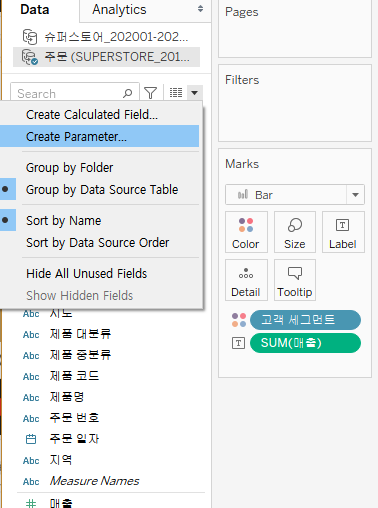 Data
Analytics
슈퍼스토어_202001-202...
주문 (SUPERSTORE_201...
Search
Create Calculated Field...
Create Parameter...
Group by Folder
Group by Data Source Table
Sort by Name
Sort by Data Source Order
Hide All Unused Fields
Show Hidden Fields
시도
Abc 제품 대분류
Abc 제품 중분류
Abc 제품 코드
Abc 제품명
Abc 주문 번호
주문 일자
Abc 지역
Abc Measure Names
# 매출
Pages
Filters
Marks
Bar
Color
Size
T
Label
Detail
Tooltip
고객 세그먼트
T SUM(매출)